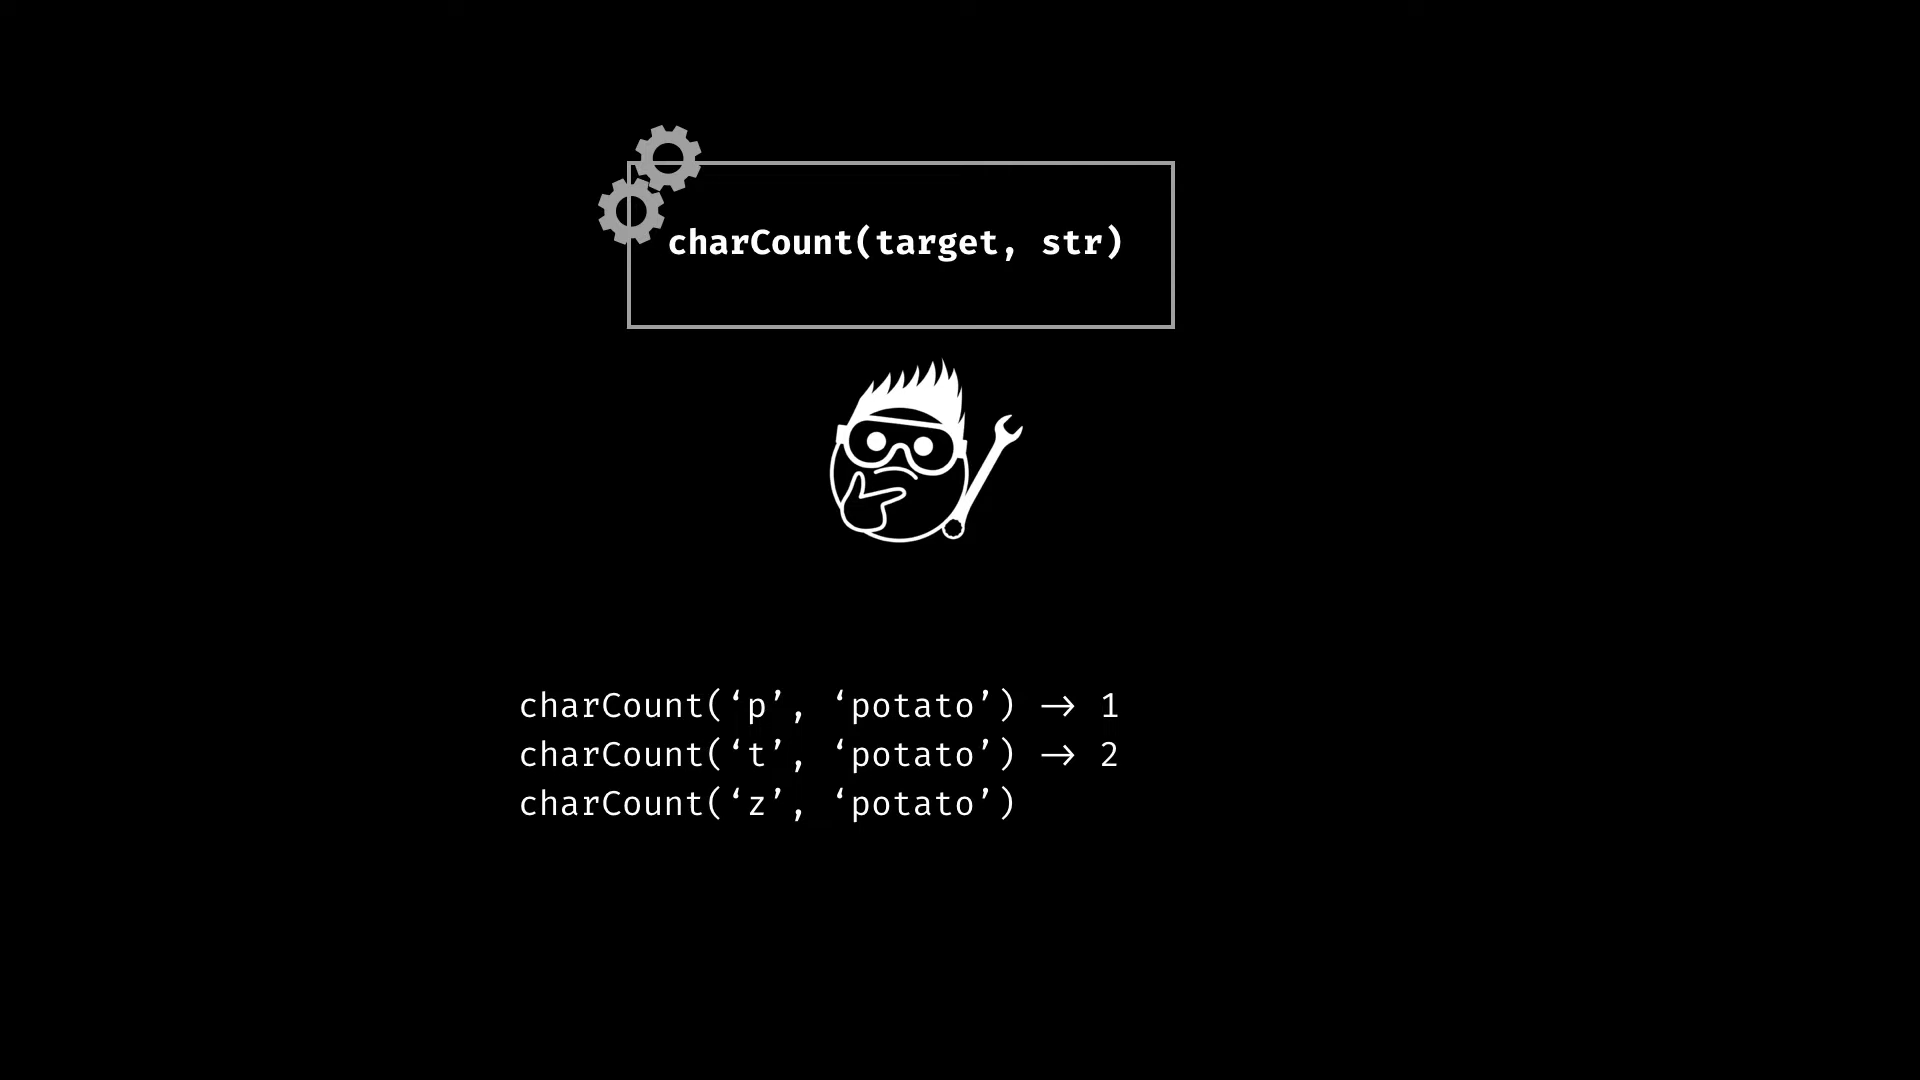 charCount(target, str)
charCount(‘p’, ‘potato’) → 1
charCount(‘t’, ‘potato’) → 2
charCount(‘z’, ‘potato’)